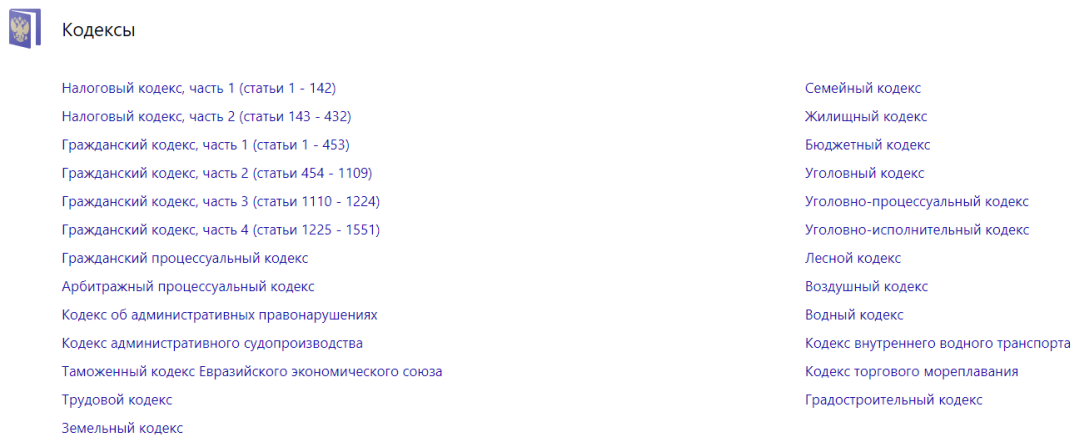 Кодексы
Налоговый кодекс, часть 1 (статьи 1 - 142)
Налоговый кодекс, часть 2 (статьи 143 - 432)
Гражданский кодекс, часть 1 (статьи 1 - 453)
Гражданский кодекс, часть 2 (статьи 454 - 1109)
Гражданский кодекс, часть 3 (статьи 1110 - 1224)
Гражданский кодекс, часть 4 (статьи 1225 - 1551)
Гражданский процессуальный кодекс
Арбитражный процессуальный кодекс
Кодекс об административных правонарушениях
Кодекс административного судопроизводства
Таможенный кодекс Евразийского экономического союза
Трудовой кодекс
Земельный кодекс
Семейный кодекс
Жилищный кодекс
Бюджетный кодекс
Уголовный кодекс
Уголовно-процессуальный кодекс
Уголовно-исполнительный кодекс
Лесной кодекс
Воздушный кодекс
Водный кодекс
Кодекс внутреннего водного транспорта
Кодекс торгового мореплавания
Градостроительный кодекс